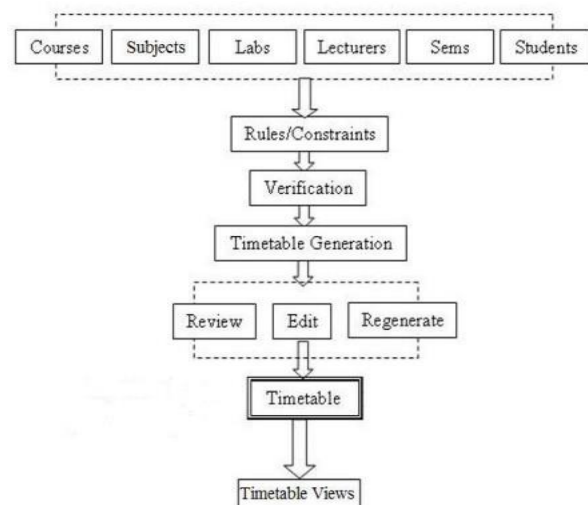 Courses Subjects Labs Lecturers Sems Students
Rules/Constraints
Verification
Timetable Generation
Review Edit Regenerate
Timetable
Timetable Views